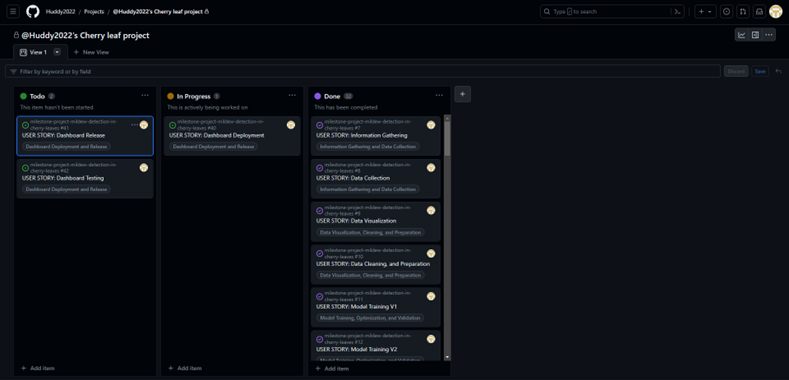 Huddy2022 / Projects / @Huddy2022's Cherry leaf project
Type / to search
@Huddy2022's Cherry leaf project
View 1
+ New View
Filter by keyword or by field
Discard
Save
Todo 2
This item hasn't been started
milestone-project-mildew-detection-in-
cherry-leaves #41
USER STORY: Dashboard Release
Dashboard Deployment and Release
milestone-project-mildew-detection-in-
cherry-leaves #42
USER STORY: Dashboard Testing
Dashboard Deployment and Release
+ Add item
In Progress 1
This is actively being worked on
milestone-project-mildew-detection-in-
cherry-leaves #40
USER STORY: Dashboard Deployment
Dashboard Deployment and Release
+ Add item
Done
This has been completed
milestone-project-mildew-detection-in-
cherry-leaves #7
USER STORY: Information Gathering
Information Gathering and Data Collection
milestone-project-mildew-detection-in-
cherry-leaves #8
USER STORY: Data Collection
Information Gathering and Data Collection
milestone-project-mildew-detection-in-
cherry-leaves #9
USER STORY: Data Visualization
Data Visualization, Cleaning, and Preparation
milestone-project-mildew-detection-in-
cherry-leaves #10
USER STORY: Data Cleaning, and Preparation
Data Visualization, Cleaning, and Preparation
milestone-project-mildew-detection-in-
cherry-leaves #11
USER STORY: Model Training V1
Model Training, Optimization, and Validation
milestone-project-mildew-detection-in-
cherry-leaves #12
USER STORY: Model Training V2
Model Training, Optimization, and Validation
+ Add item